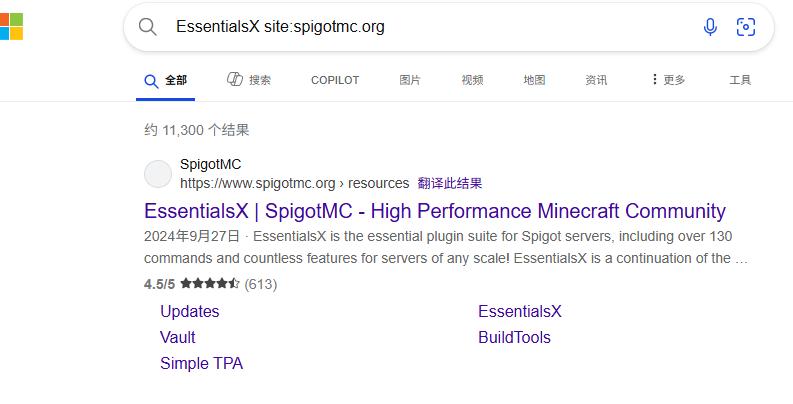 EssentialsX site:spigotmc.org
全部 搜索 COPILOT 图片 视频 地图 资讯 更多 工具
约 11,300 个结果
SpigotMC
https://www.spigotmc.org › resources 翻译此结果
EssentialsX | SpigotMC - High Performance Minecraft Community
2024年9月27日 · EssentialsX is the essential plugin suite for Spigot servers, including over 130
commands and countless features for servers of any scale! EssentialsX is a continuation of the …
4.5/5 ★★★★⯪ (613)
Updates EssentialsX
Vault BuildTools
Simple TPA